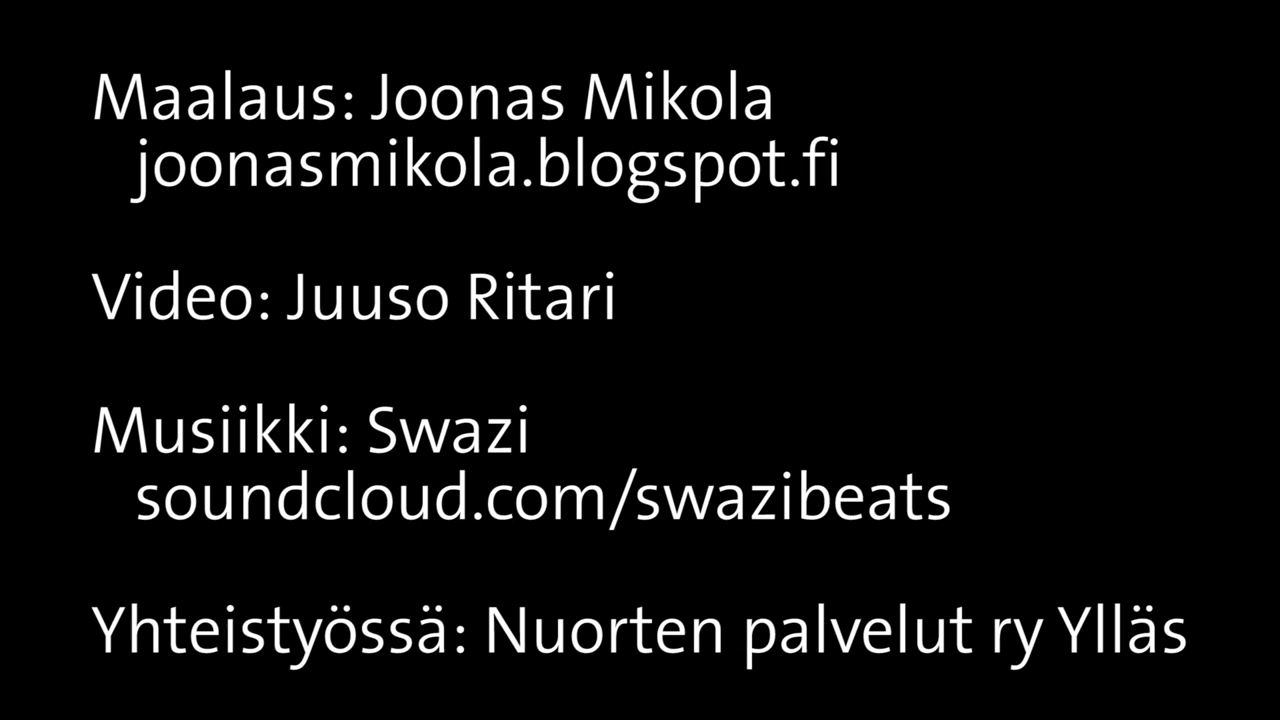 Maalaus: Joonas Mikola
joonasmikola.blogspot.fi
Video: Juuso Ritari
Musiikki: Swazi
soundcloud.com/swazibeats
Yhteistyössä: Nuorten palvelut ry Ylläs